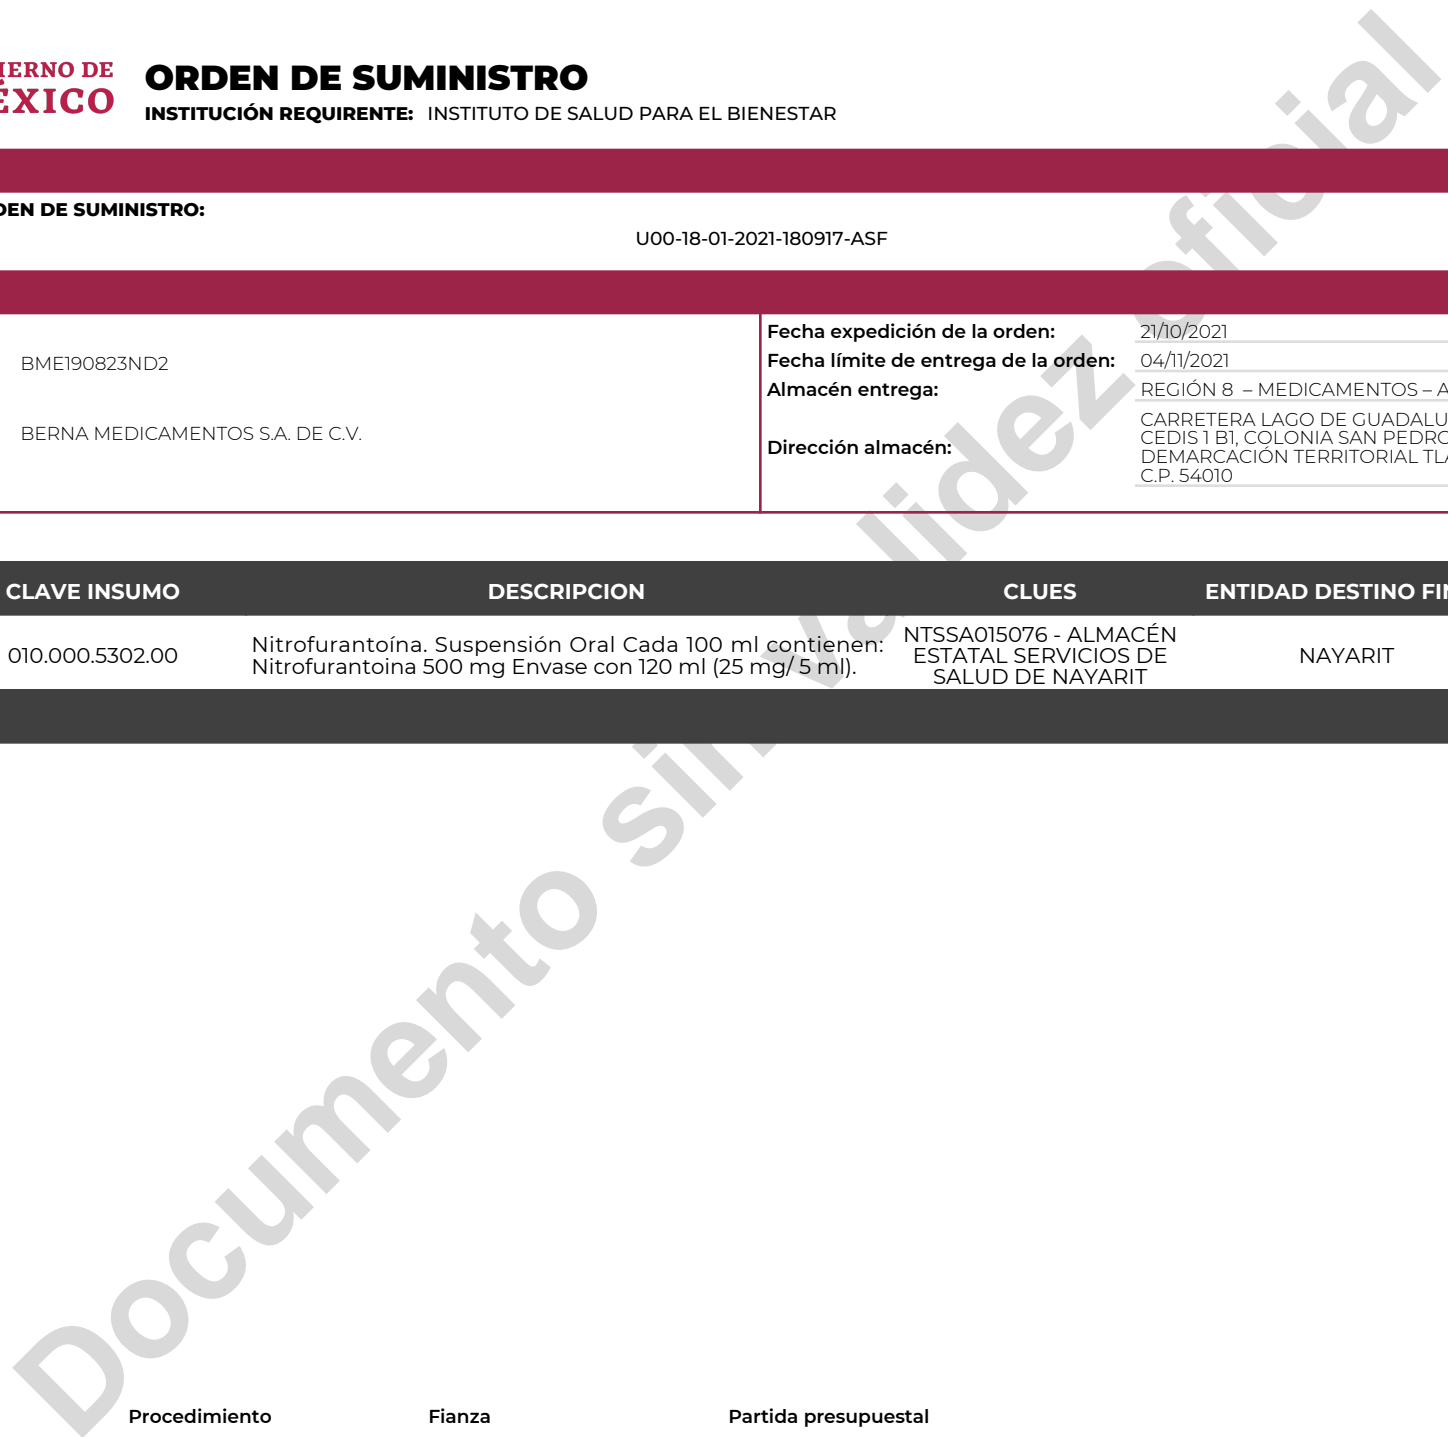 IERNO DE
ÉXICO
ORDEN DE SUMINISTRO
INSTITUCIÓN REQUIRENTE: INSTITUTO DE SALUD PARA EL BIENESTAR
DEN DE SUMINISTRO:
U00-18-01-2021-180917-ASF
BME190823ND2
BERNA MEDICAMENTOS S.A. DE C.V.
Fecha expedición de la orden: 21/10/2021
Fecha límite de entrega de la orden: 04/11/2021
Almacén entrega: REGIÓN 8 – MEDICAMENTOS – A
Dirección almacén:
CARRETERA LAGO DE GUADALU
CEDIS 1 B1, COLONIA SAN PEDRO
DEMARCACIÓN TERRITORIAL TLA
C.P. 54010
CLAVE INSUMO DESCRIPCION CLUES ENTIDAD DESTINO FIN
010.000.5302.00
Nitrofurantoína. Suspensión Oral Cada 100 ml contienen:
Nitrofurantoina 500 mg Envase con 120 ml (25 mg/ 5 ml).
NTSSA015076 - ALMACÉN
ESTATAL SERVICIOS DE
SALUD DE NAYARIT
NAYARIT
Documento sin validez oficial
Procedimiento Fianza Partida presupuestal